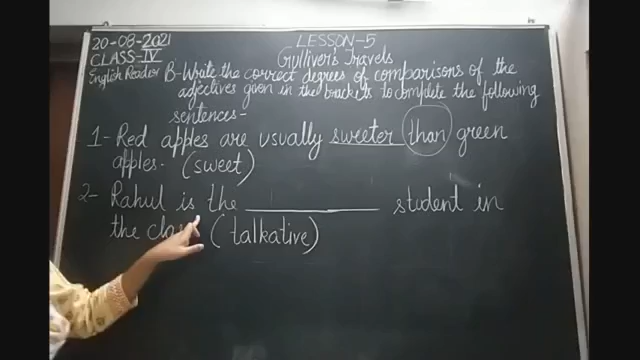 20-08-2021
CLASS-IV
English Reader
LESSON-5
Gulliver's Travels
B-Write the correct degrees of comparisons of the
adjectives given in the brackets to complete the following
sentences-
1- Red apples are usually sweeter than green
apples. (sweet)
2- Rahul is the ________ student in
the class (talkative)